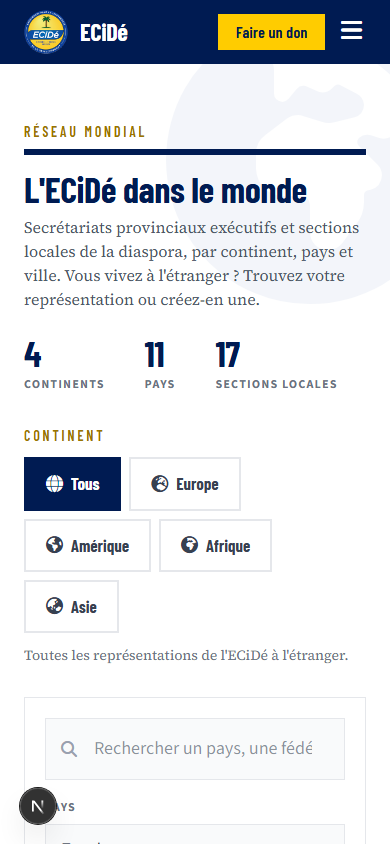 ECiDé
ECiDé
Faire un don
RÉSEAU MONDIAL
L'ECiDé dans le monde
Secrétariats provinciaux exécutifs et sections
locales de la diaspora, par continent, pays et
ville. Vous vivez à l'étranger ? Trouvez votre
représentation ou créez-en une.
4
CONTINENTS
11
PAYS
17
SECTIONS LOCALES
CONTINENT
Tous
Europe
Amérique
Afrique
Asie
Toutes les représentations de l'ECiDé à l'étranger.
Rechercher un pays, une fédé
N
AYS